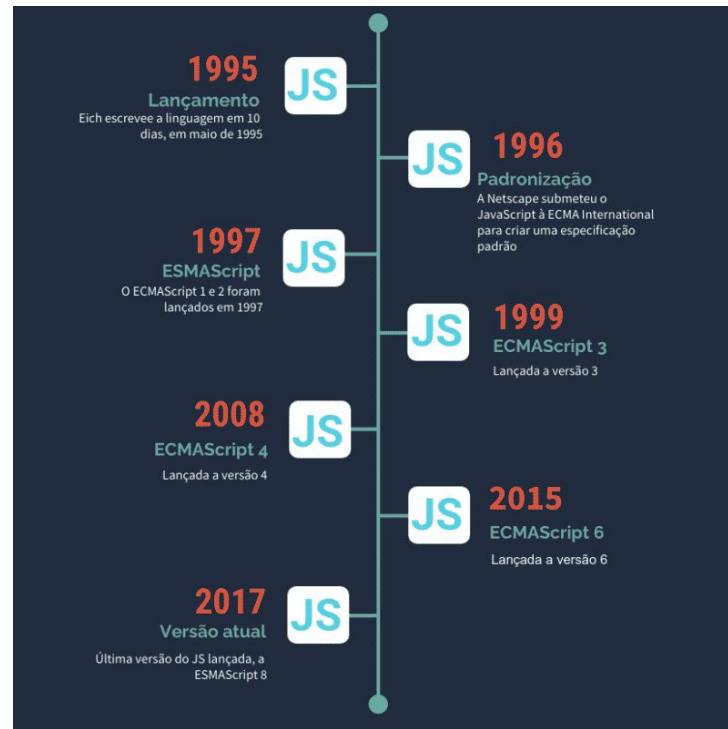 1995
JS
Lançamento
Eich escrevee a linguagem em 10
dias, em maio de 1995
JS
1996
Padronização
A Netscape submeteu o
JavaScript à ECMA International
para criar uma especificação
padrão
1997
JS
ESMAScript
O ECMAScript 1 e 2 foram
lançados em 1997
JS
1999
ECMAScript 3
Lançada a versão 3
2008
JS
ECMAScript 4
Lançada a versão 4
JS
2015
ECMAScript 6
Lançada a versão 6
2017
JS
Versão atual
Última versão do JS lançada, a
ESMAScript 8